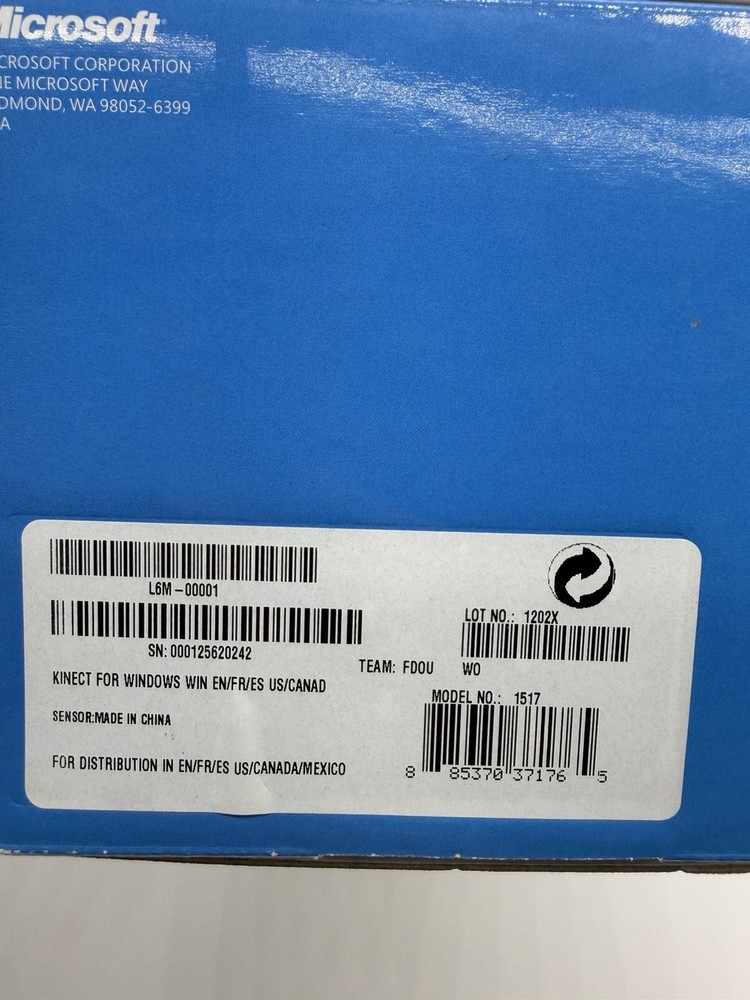 Microsoft
CROSOFT CORPORATION
NE MICROSOFT WAY
DMOND, WA 98052-6399
A
L6M-00001
SN: 000125620242
LOT NO.: 1202X
TEAM: FDOU WO
KINECT FOR WINDOWS WIN EN/FR/ES US/CANAD
MODEL NO.: 1517
SENSOR:MADE IN CHINA
FOR DISTRIBUTION IN EN/FR/ES US/CANADA/MEXICO
8 85370 37176 5